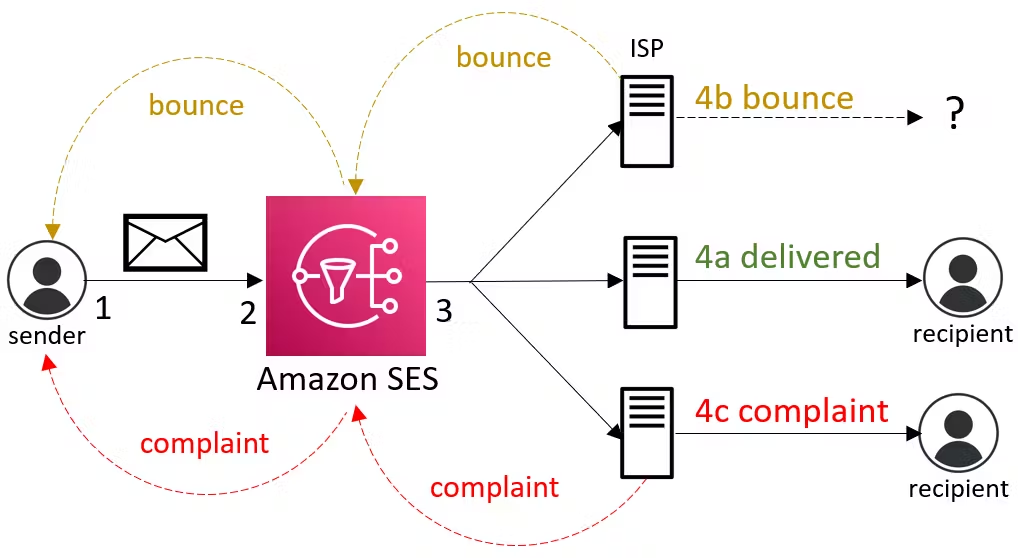 bounce
bounce
ISP
4b bounce
?
1
2
3
4a delivered
sender
recipient
Amazon SES
4c complaint
complaint
complaint
recipient